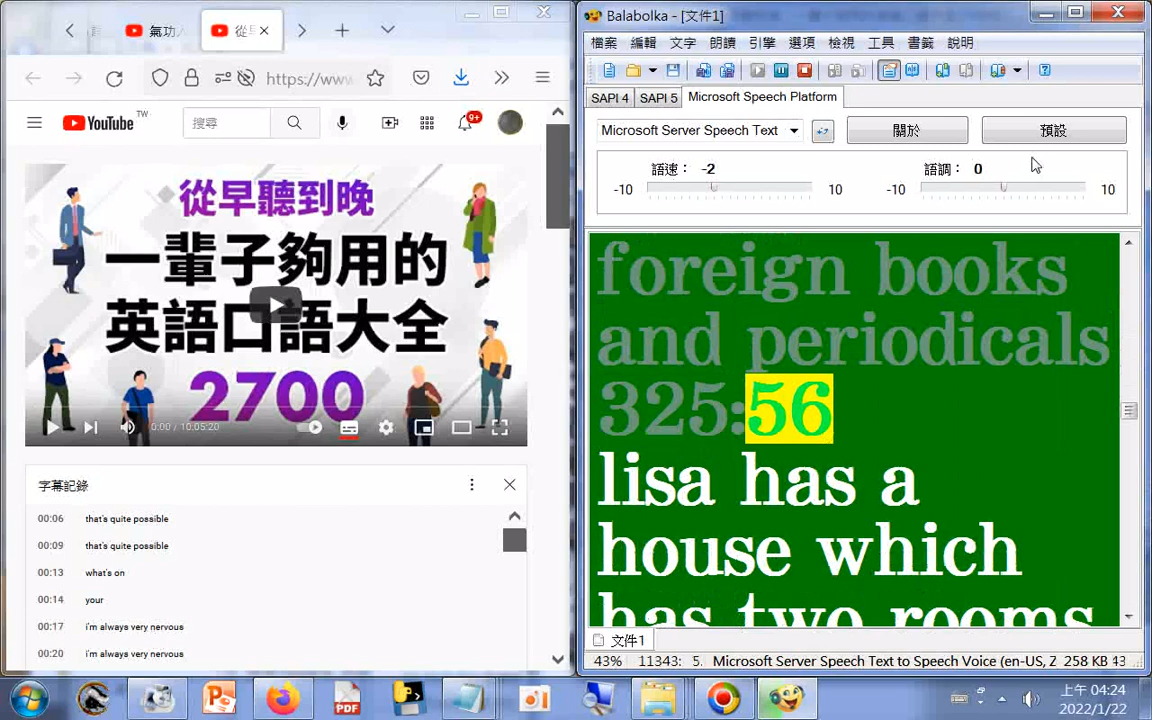 從
https://www
YouTube TW
搜尋
9+
從早聽到晚
一輩子夠用的
英語口語大全
2700
0:00 / 10:05:20
字幕記錄
00:06 that's quite possible
00:09 that's quite possible
00:13 what's on
00:14 your
00:17 i'm always very nervous
00:20 i'm always very nervous
Balabolka - [文件1]
檔案 編輯 文字 朗讀 引擎 選項 檢視 工具 書籤 說明
SAPI 4 SAPI 5 Microsoft Speech Platform
Microsoft Server Speech Text 關於 預設
語速： -2 語調： 0
-10 10 -10 10
foreign books
and periodicals
325:56
lisa has a
house which
has two rooms
文件1
43% 11343: 5. Microsoft Server Speech Text to Speech Voice (en-US, Z 258 KB 43
PDF
上午 04:24
2022/1/22